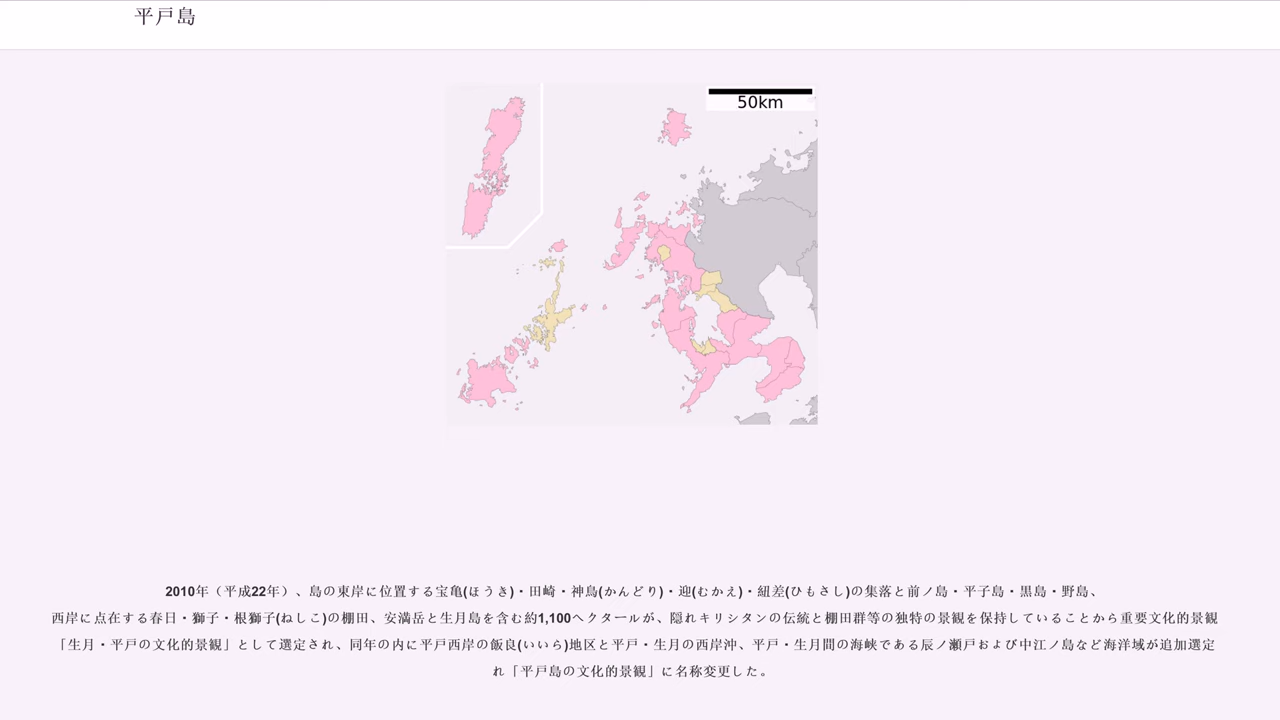 平戸島
50km
2010年（平成22年）、島の東岸に位置する宝亀(ほうき)・田崎・神鳥(かんどり)・迎(むかえ)・紐差(ひもさし)の集落と前ノ島・平子島・黒島・野島、
西岸に点在する春日・獅子・根獅子(ねしこ)の棚田、安満岳と生月島を含む約1,100ヘクタールが、隠れキリシタンの伝統と棚田群等の独特の景観を保持していることから重要文化的景観
「生月・平戸の文化的景観」として選定され、同年の内に平戸西岸の飯良(いいら)地区と平戸・生月の西岸沖、平戸・生月間の海峡である辰ノ瀬戸および中江ノ島など海洋域が追加選定
れ「平戸島の文化的景観」に名称変更した。